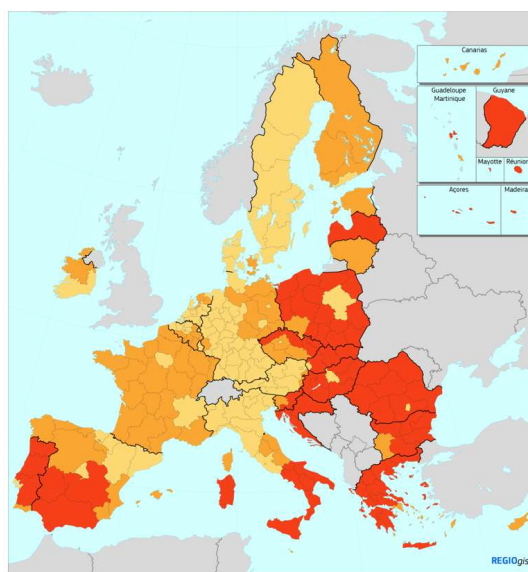 Canarias
Guadeloupe
Martinique
Guyane
Mayotte
Réunion
Açores
Madeira
REGIOgis